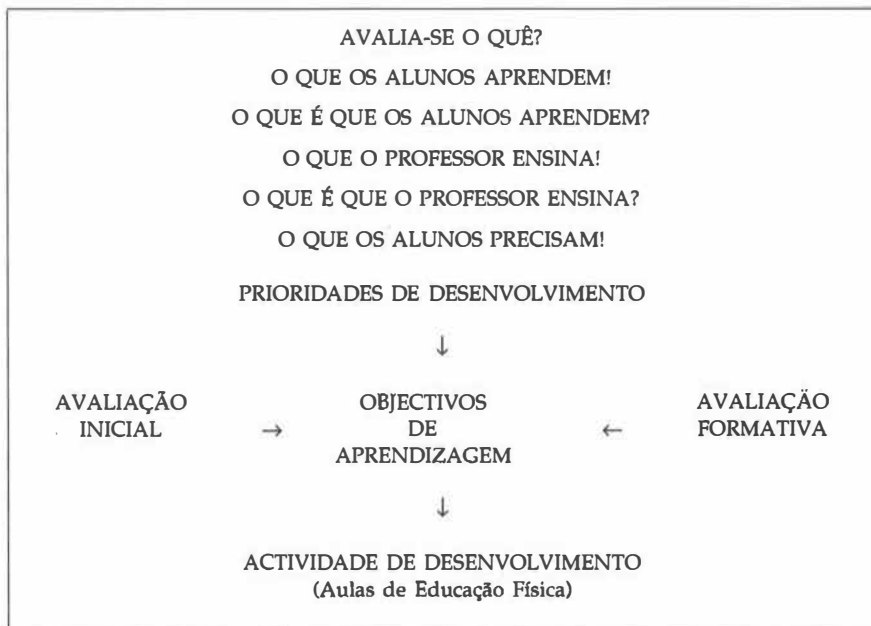 AVALIA-SE O QUÊ?
O QUE OS ALUNOS APRENDEM!
O QUE É QUE OS ALUNOS APRENDEM?
O QUE O PROFESSOR ENSINA!
O QUE É QUE O PROFESSOR ENSINA?
O QUE OS ALUNOS PRECISAM!
PRIORIDADES DE DESENVOLVIMENTO
↓
AVALIAÇÃO
INICIAL
→
OBJECTIVOS
DE
APRENDIZAGEM
←
AVALIAÇÄO
FORMATIVA
↓
ACTIVIDADE DE DESENVOLVIMENTO
(Aulas de Educação Física)